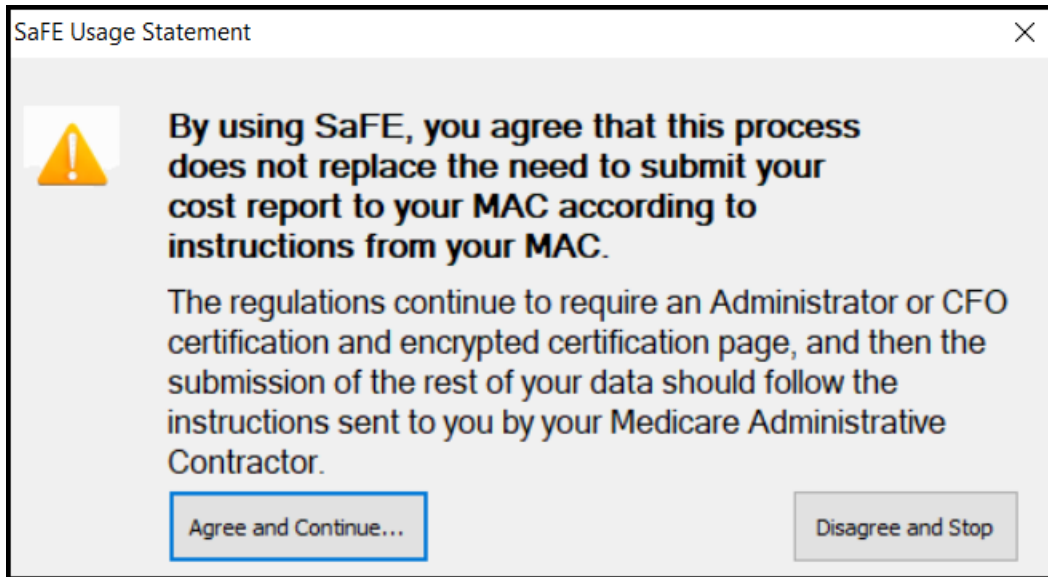 SaFE Usage Statement
By using SaFE, you agree that this process
does not replace the need to submit your
cost report to your MAC according to
instructions from your MAC.
The regulations continue to require an Administrator or CFO
certification and encrypted certification page, and then the
submission of the rest of your data should follow the
instructions sent to you by your Medicare Administrative
Contractor.
Agree and Continue...
Disagree and Stop